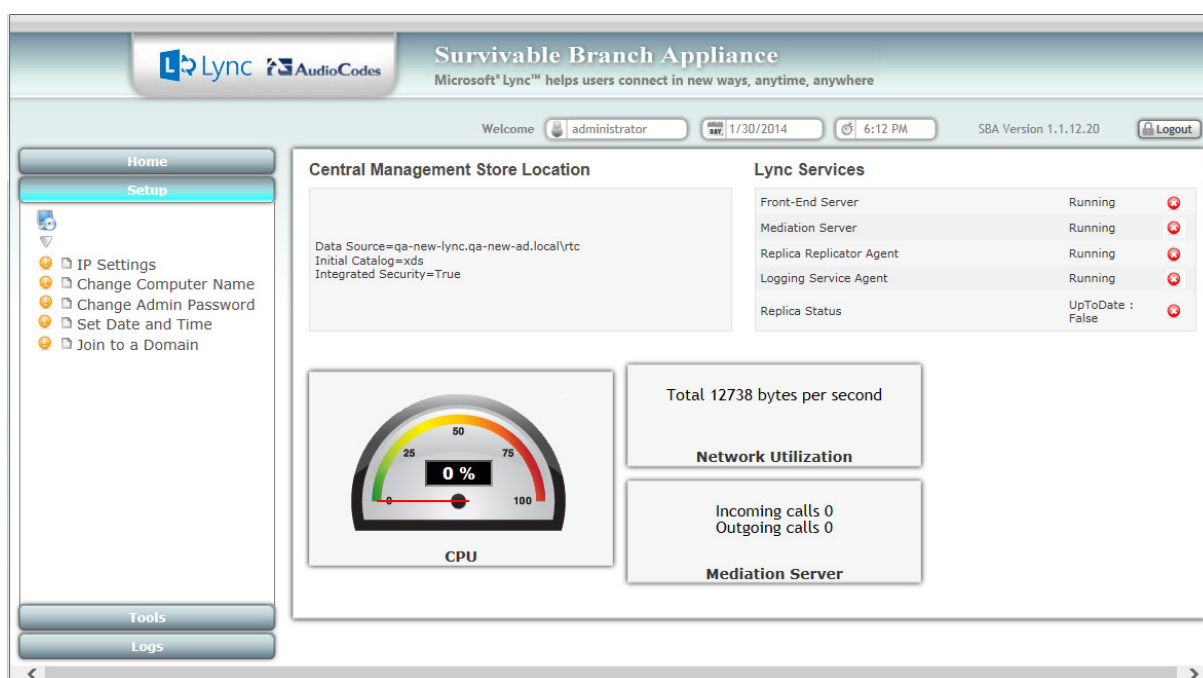 Lync AudioCodes
Survivable Branch Appliance
Microsoft® Lync™ helps users connect in new ways, anytime, anywhere
Welcome administrator DAY, 1/30/2014 6:12 PM SBA Version 1.1.12.20 Logout
Home
Setup
IP Settings
Change Computer Name
Change Admin Password
Set Date and Time
Join to a Domain
Tools
Logs
Central Management Store Location
Data Source=qa-new-lync.qa-new-ad.local\rtc
Initial Catalog=xds
Integrated Security=True
Lync Services
Front-End Server Running
Mediation Server Running
Replica Replicator Agent Running
Logging Service Agent Running
Replica Status UpToDate :
False
0 25 50 75 100
0 %
CPU
Total 12738 bytes per second
Network Utilization
Incoming calls 0
Outgoing calls 0
Mediation Server